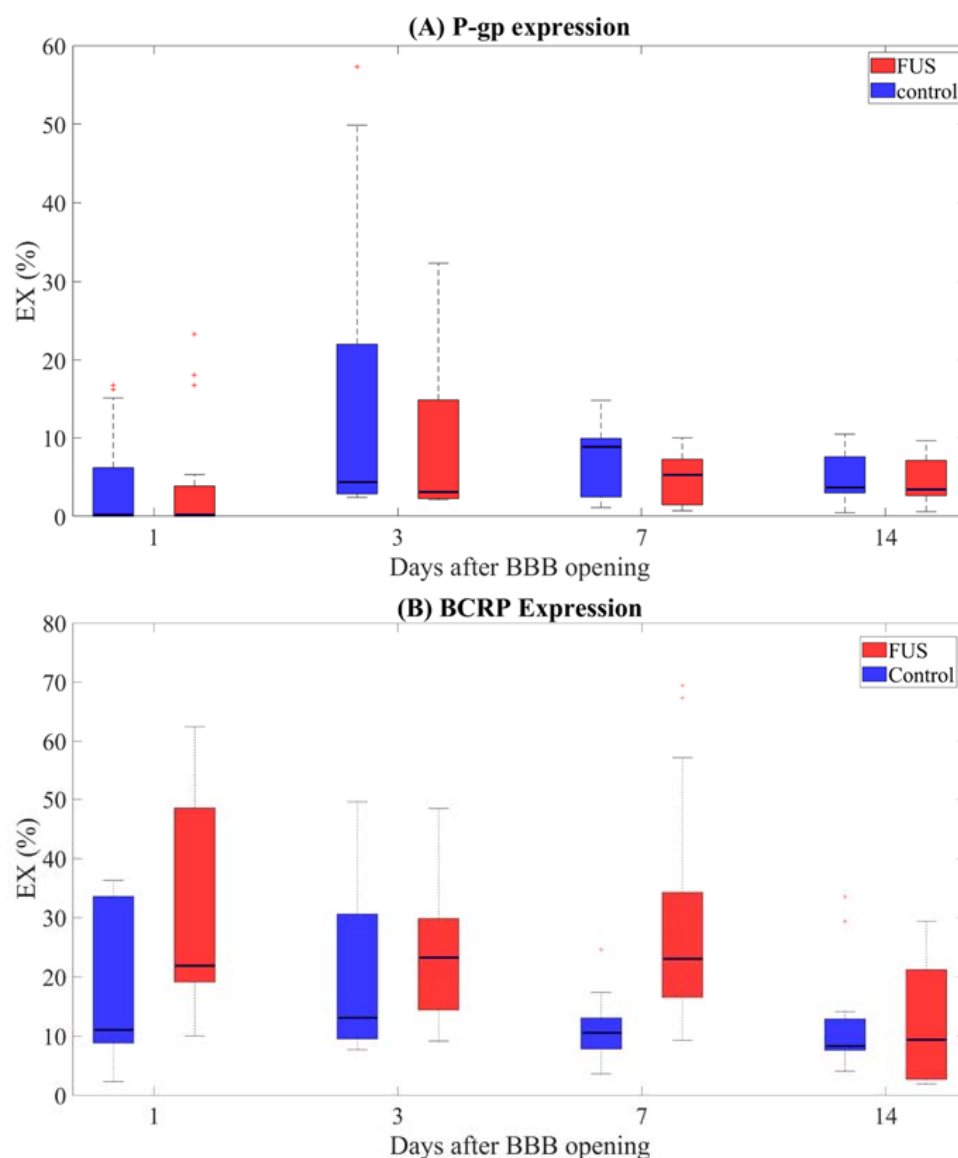 (A) P-gp expression
60
50
40
30
20
10
0
EX (%)
FUS
control
1 3 7 14
Days after BBB opening
(B) BCRP Expression
80
70
60
50
40
30
20
10
0
EX (%)
FUS
Control
1 3 7 14
Days after BBB opening